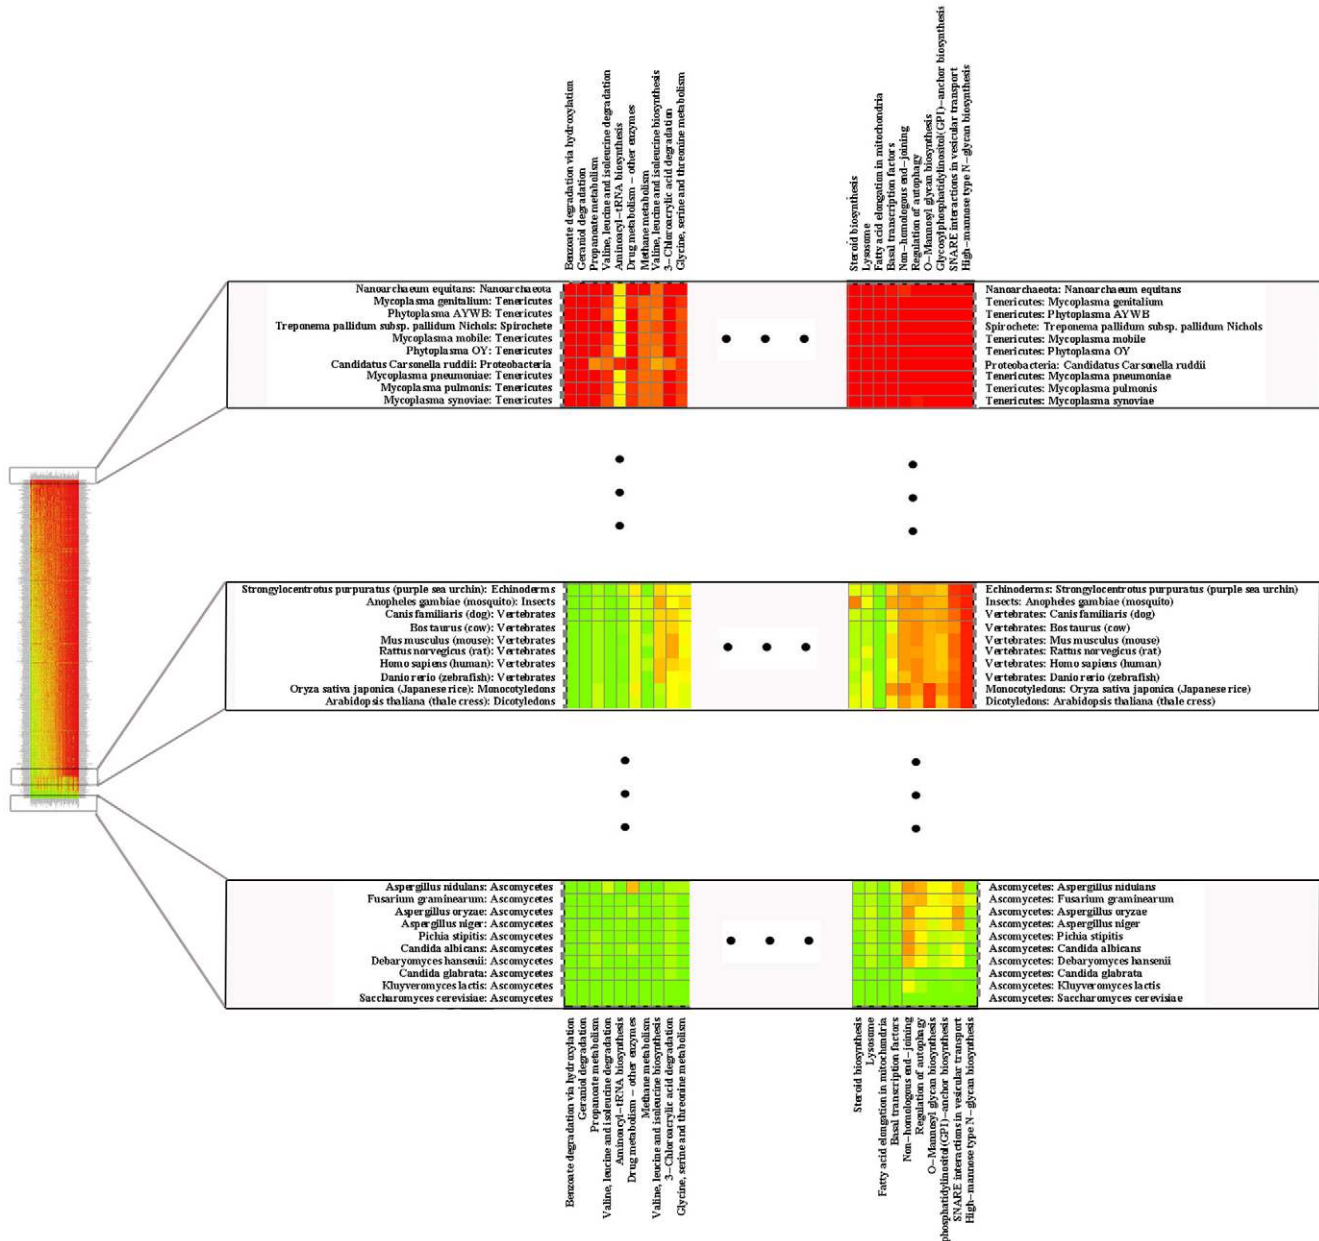 Benzoate degradation via hydroxylation
Geraniol degradation
Propanoate metabolism
Valine, leucine and isoleucine degradation
Aminoacyl-tRNA biosynthesis
Drug metabolism - other enzymes
Methane metabolism
Valine, leucine and isoleucine biosynthesis
3-Chloroacrylic acid degradation
Glycine, serine and threonine metabolism
Steroid biosynthesis
Lysosome
Fatty acid elongation in mitochondria
Basal transcription factors
Non-homologous end-joining
Regulation of autophagy
O-Mannosyl glycan biosynthesis
Glycosylphosphatidylinositol(GPI)-anchor biosynthesis
SNARE interactions in vesicular transport
High-mannose type N-glycan biosynthesis
Nanoarchaeum equitans: Nanoarchaeota
Mycoplasma genitalium: Tenericutes
Phytoplasma AYWB: Tenericutes
Treponema pallidum subsp. pallidum Nichols: Spirochete
Mycoplasma mobile: Tenericutes
Phytoplasma OY: Tenericutes
Candidatus Carsonella ruddii: Proteobacteria
Mycoplasma pneumoniae: Tenericutes
Mycoplasma pulmonis: Tenericutes
Mycoplasma synoviae: Tenericutes
Nanoarchaeota: Nanoarchaeum equitans
Tenericutes: Mycoplasma genitalium
Tenericutes: Phytoplasma AYWB
Spirochete: Treponema pallidum subsp. pallidum Nichols
Tenericutes: Mycoplasma mobile
Tenericutes: Phytoplasma OY
Proteobacteria: Candidatus Carsonella ruddii
Tenericutes: Mycoplasma pneumoniae
Tenericutes: Mycoplasma pulmonis
Tenericutes: Mycoplasma synoviae
Strongylocentrotus purpuratus (purple sea urchin): Echinoderms
Anopheles gambiae (mosquito): Insects
Canis familiaris (dog): Vertebrates
Bos taurus (cow): Vertebrates
Mus musculus (mouse): Vertebrates
Rattus norvegicus (rat): Vertebrates
Homo sapiens (human): Vertebrates
Danio rerio (zebrafish): Vertebrates
Oryza sativa japonica (Japanese rice): Monocotyledons
Arabidopsis thaliana (thale cress): Dicotyledons
Echinoderms: Strongylocentrotus purpuratus (purple sea urchin)
Insects: Anopheles gambiae (mosquito)
Vertebrates: Canis familiaris (dog)
Vertebrates: Bos taurus (cow)
Vertebrates: Mus musculus (mouse)
Vertebrates: Rattus norvegicus (rat)
Vertebrates: Homo sapiens (human)
Vertebrates: Danio rerio (zebrafish)
Monocotyledons: Oryza sativa japonica (Japanese rice)
Dicotyledons: Arabidopsis thaliana (thale cress)
Aspergillus nidulans: Ascomycetes
Fusarium graminearum: Ascomycetes
Aspergillus oryzae: Ascomycetes
Aspergillus niger: Ascomycetes
Pichia stipitis: Ascomycetes
Candida albicans: Ascomycetes
Debaryomyces hansenii: Ascomycetes
Candida glabrata: Ascomycetes
Kluyveromyces lactis: Ascomycetes
Saccharomyces cerevisiae: Ascomycetes
Ascomycetes: Aspergillus nidulans
Ascomycetes: Fusarium graminearum
Ascomycetes: Aspergillus oryzae
Ascomycetes: Aspergillus niger
Ascomycetes: Pichia stipitis
Ascomycetes: Candida albicans
Ascomycetes: Debaryomyces hansenii
Ascomycetes: Candida glabrata
Ascomycetes: Kluyveromyces lactis
Ascomycetes: Saccharomyces cerevisiae
Benzoate degradation via hydroxylation
Geraniol degradation
Propanoate metabolism
Valine, leucine and isoleucine degradation
Aminoacyl-tRNA biosynthesis
Drug metabolism - other enzymes
Methane metabolism
Valine, leucine and isoleucine biosynthesis
3-Chloroacrylic acid degradation
Glycine, serine and threonine metabolism
Steroid biosynthesis
Lysosome
Fatty acid elongation in mitochondria
Basal transcription factors
Non-homologous end-joining
Regulation of autophagy
O-Mannosyl glycan biosynthesis
phosphatidylinositol(GPI)-anchor biosynthesis
SNARE interactions in vesicular transport
High-mannose type N-glycan biosynthesis